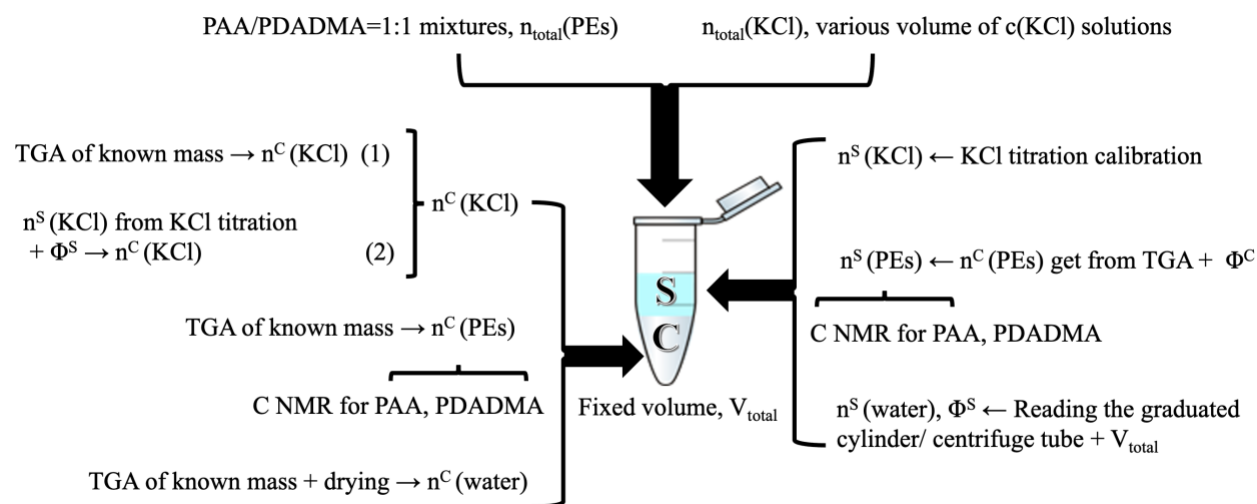 PAA/PDADMA=1:1 mixtures, n_total(PEs)
n_total(KCl), various volume of c(KCl) solutions
TGA of known mass → n^C (KCl) (1)
n^S (KCl) from KCl titration
+ Φ^S → n^C (KCl) (2)
n^C (KCl)
TGA of known mass → n^C (PEs)
C NMR for PAA, PDADMA
TGA of known mass + drying → n^C (water)
S
C
Fixed volume, V_total
n^S (KCl) ← KCl titration calibration
n^S (PEs) ← n^C (PEs) get from TGA + Φ^C
C NMR for PAA, PDADMA
n^S (water), Φ^S ← Reading the graduated
cylinder/ centrifuge tube + V_total